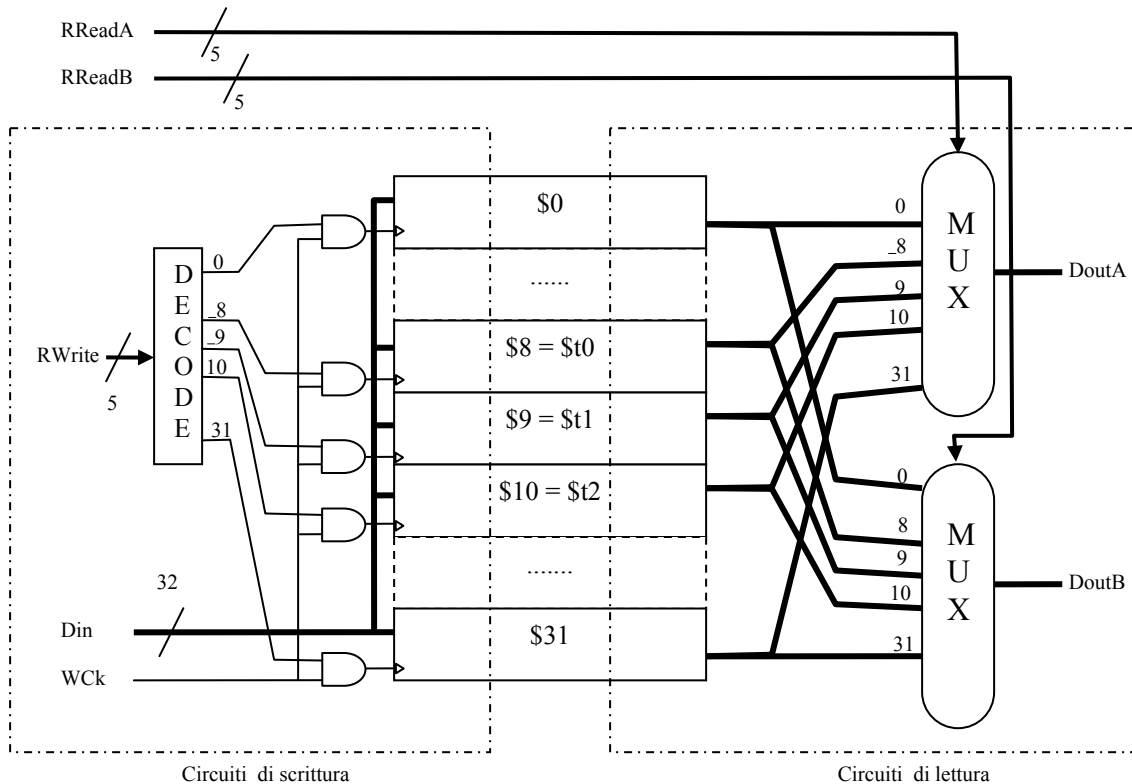 RReadA
5
RReadB
5
$0
0
M
U
X
_8
DoutA
......
9
D
E
C
O
D
E
0
_8
_9
10
31
10
$8 = $t0
RWrite
5
31
$9 = $t1
$10 = $t2
0
M
U
X
8
9
.......
32
10
DoutB
Din
$31
31
WCk
Circuiti di scrittura
Circuiti di lettura